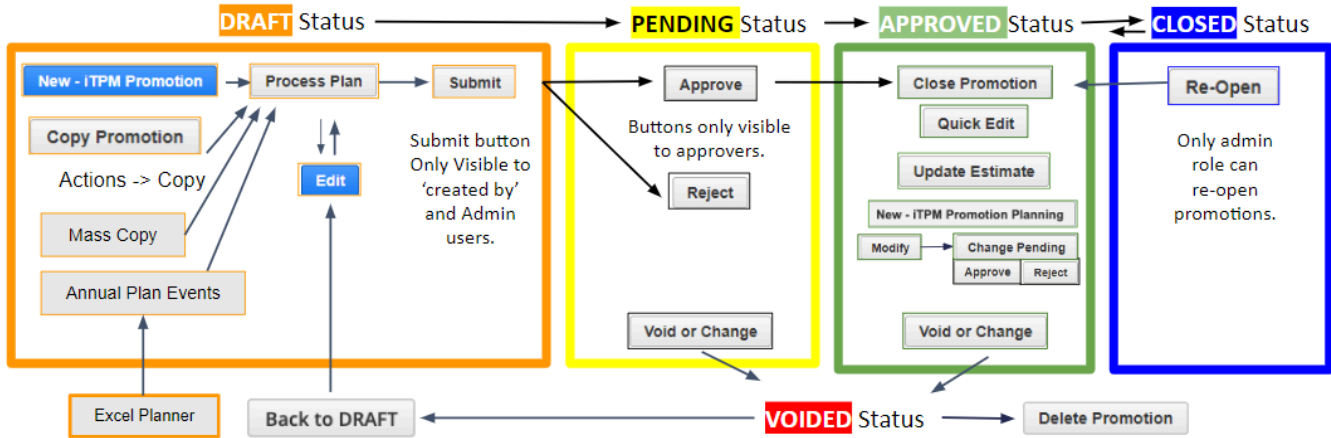 DRAFT Status
PENDING Status
APPROVED Status
CLOSED Status
New - iTPM Promotion
Process Plan
Submit
Copy Promotion
Actions -> Copy
Edit
Submit button
Only Visible to
‘created by’
and Admin
users.
Mass Copy
Annual Plan Events
Excel Planner
Approve
Buttons only visible
to approvers.
Reject
Void or Change
Close Promotion
Quick Edit
Update Estimate
New - iTPM Promotion Planning
Modify
Change Pending
Approve
Reject
Void or Change
Re-Open
Only admin
role can
re-open
promotions.
Back to DRAFT
VOIDED Status
Delete Promotion